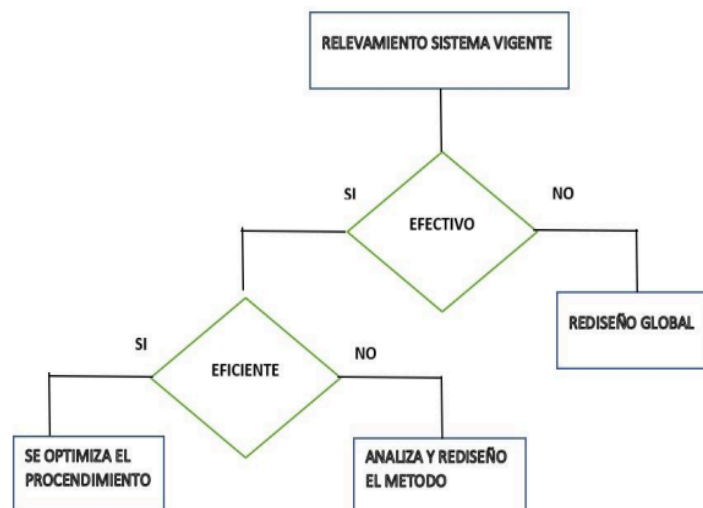 RELEVAMIENTO SISTEMA VIGENTE
SI
NO
EFECTIVO
REDISEÑO GLOBAL
SI
NO
EFICIENTE
SE OPTIMIZA EL
PROCENDIMIENTO
ANALIZA Y REDISEÑO
EL METODO